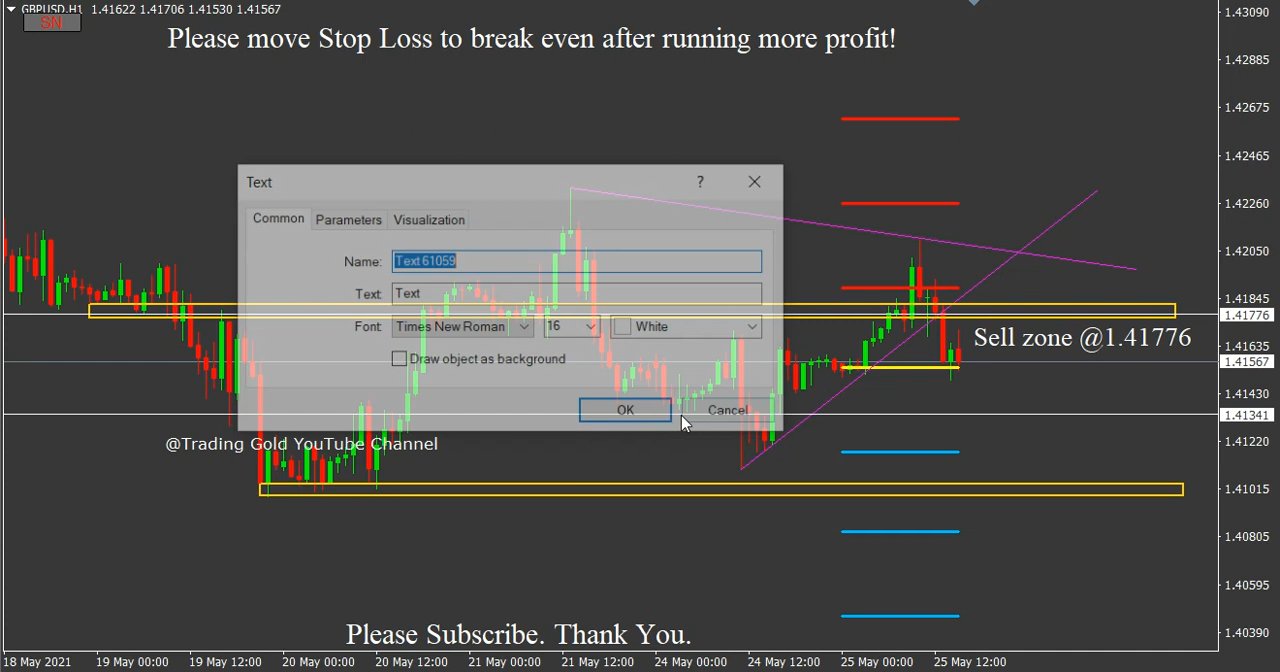 GBPUSD,H1 1.41622 1.41706 1.41530 1.41567
SN
Please move Stop Loss to break even after running more profit!
1.43090
1.42885
1.42675
1.42465
1.42260
1.42050
1.41845
1.41776
1.41635
1.41567
1.41430
1.41341
1.41220
1.41015
1.40805
1.40595
1.40390
Text ?
Common Parameters Visualization
Name: Text 61059
Text: Text
Font: Times New Roman 16 White
Draw object as background
OK Cancel
Sell zone @1.41776
@Trading Gold YouTube Channel
Please Subscribe. Thank You.
18 May 2021 19 May 00:00 19 May 12:00 20 May 00:00 20 May 12:00 21 May 00:00 21 May 12:00 24 May 00:00 24 May 12:00 25 May 00:00 25 May 12:00